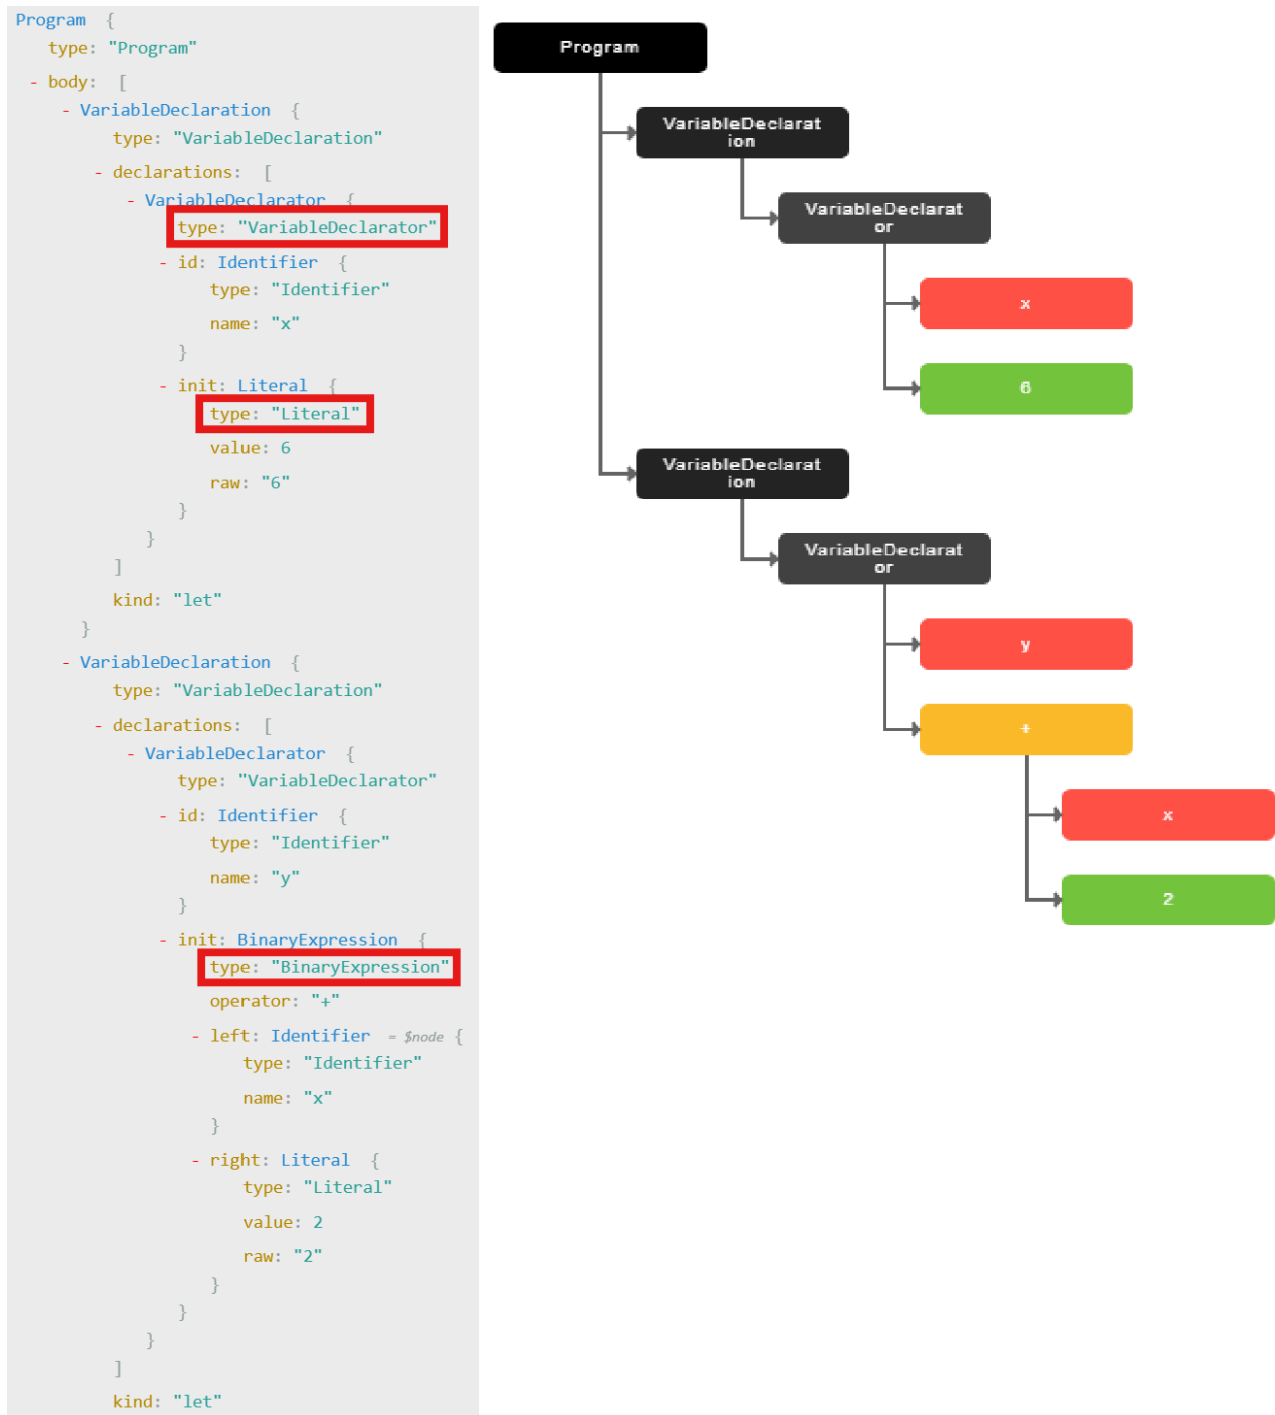 Program {
type: "Program"
- body: [
- VariableDeclaration {
type: "VariableDeclaration"
- declarations: [
- VariableDeclarator {
type: "VariableDeclarator"
- id: Identifier {
type: "Identifier"
name: "x"
}
- init: Literal {
type: "Literal"
value: 6
raw: "6"
}
}
]
kind: "let"
}
- VariableDeclaration {
type: "VariableDeclaration"
- declarations: [
- VariableDeclarator {
type: "VariableDeclarator"
- id: Identifier {
type: "Identifier"
name: "y"
}
- init: BinaryExpression {
type: "BinaryExpression"
operator: "+"
- left: Identifier = $node {
type: "Identifier"
name: "x"
}
- right: Literal {
type: "Literal"
value: 2
raw: "2"
}
}
}
]
kind: "let"
Program
VariableDeclarat
ion
VariableDeclarat
or
x
6
VariableDeclarat
ion
VariableDeclarat
or
y
+
x
2